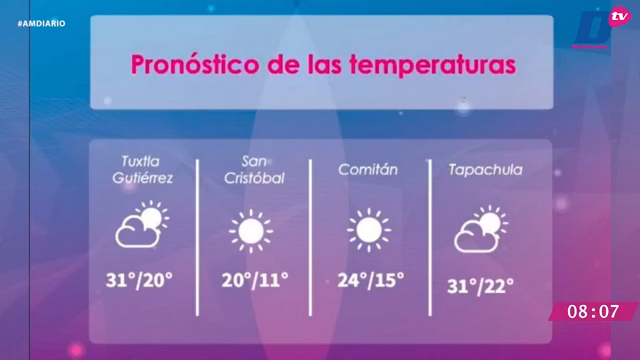 #AMDIARIO
D tv
Pronóstico de las temperaturas
Tuxtla
Gutiérrez
31°/20°
San
Cristóbal
20°/11°
Comitán
24°/15°
Tapachula
31°/22°
08:07